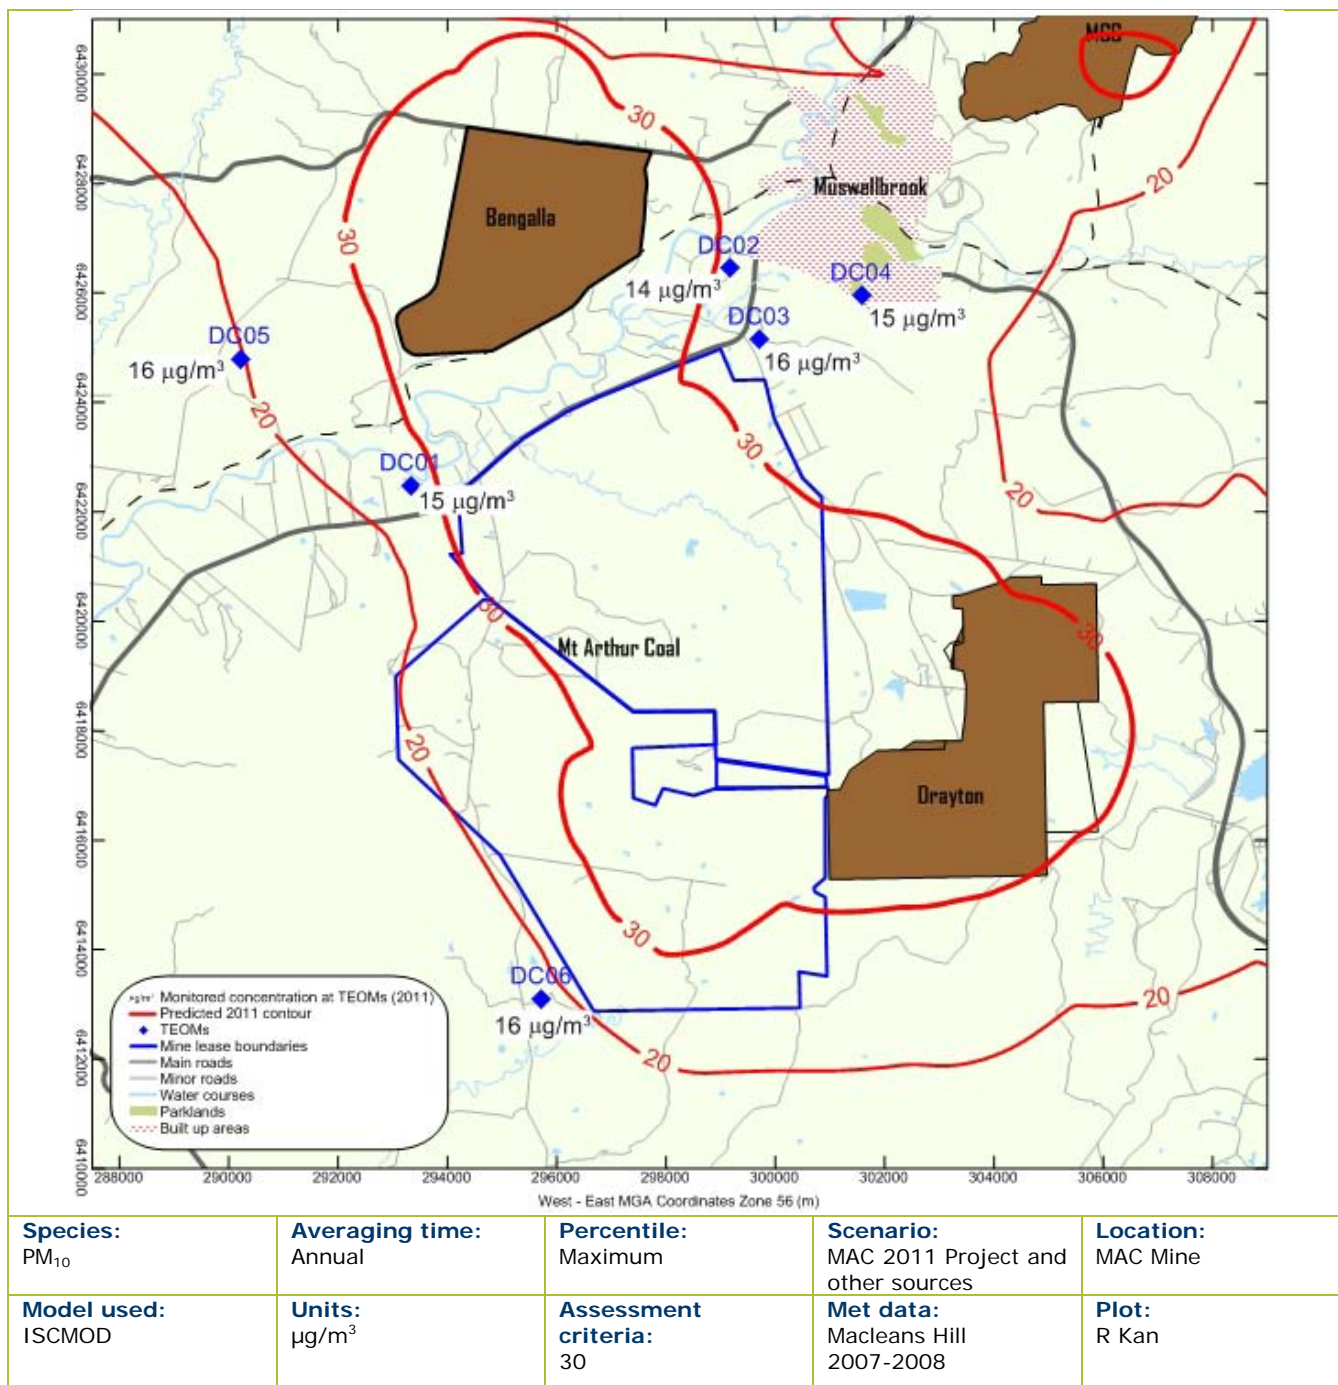 6430000
6428000
6426000
6424000
6422000
6420000
6418000
6416000
6414000
6412000
6410000
MCC
30
20
Muswellbrook
Bengalla
30
DC02
14 µg/m³
DC04
15 µg/m³
DC03
16 µg/m³
DC05
16 µg/m³
20
30
DC01
15 µg/m³
20
30
Mt Arthur Coal
30
20
Drayton
30
DC06
16 µg/m³
20
20
µg/m³ Monitored concentration at TEOMs (2011)
Predicted 2011 contour
TEOMs
Mine lease boundaries
Main roads
Minor roads
Water courses
Parklands
Built up areas
288000 290000 292000 294000 296000 298000 300000 302000 304000 306000 308000
West - East MGA Coordinates Zone 56 (m)
Species: Averaging time: Percentile: Scenario: Location:
PM₁₀ Annual Maximum MAC 2011 Project and MAC Mine
other sources
Model used: Units: Assessment Met data: Plot:
ISCMOD µg/m³ criteria: Macleans Hill R Kan
30 2007-2008